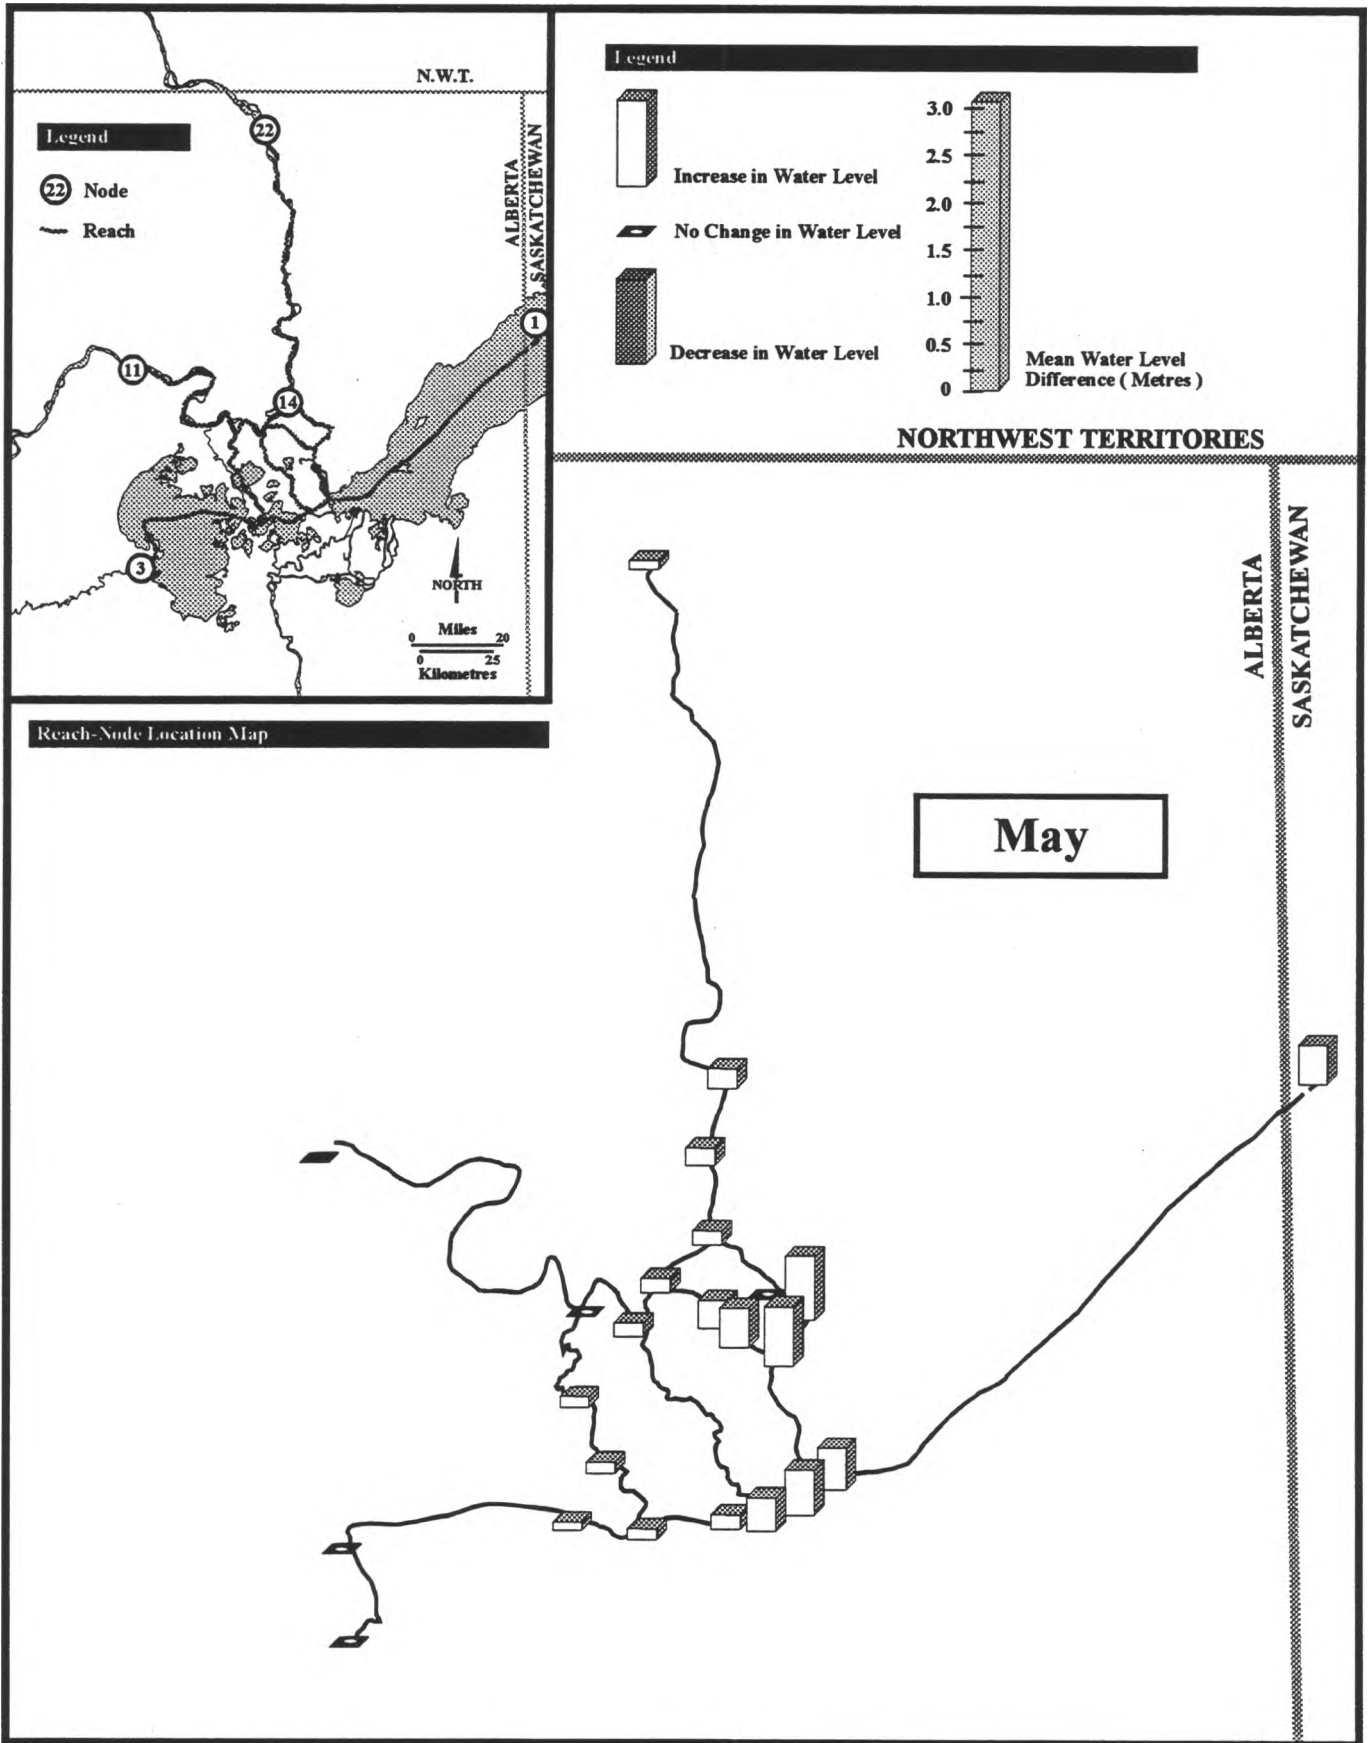 N.W.T.
Legend
22
22 Node
Reach
ALBERTA
SASKATCHEWAN
1
11
14
3
NORTH
Miles
0 20
0 25
Kilometres
Reach-Node Location Map
Legend
Increase in Water Level
No Change in Water Level
Decrease in Water Level
3.0
2.5
2.0
1.5
1.0
0.5
0
Mean Water Level
Difference ( Metres )
NORTHWEST TERRITORIES
ALBERTA
SASKATCHEWAN
May